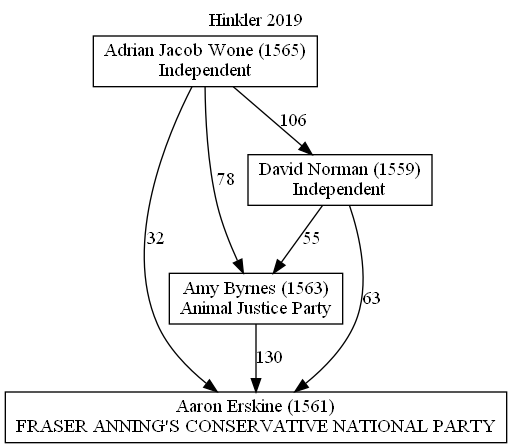 Hinkler 2019
Adrian Jacob Wone (1565)
Independent
106
David Norman (1559)
Independent
78
32
55
63
Amy Byrnes (1563)
Animal Justice Party
130
Aaron Erskine (1561)
FRASER ANNING'S CONSERVATIVE NATIONAL PARTY